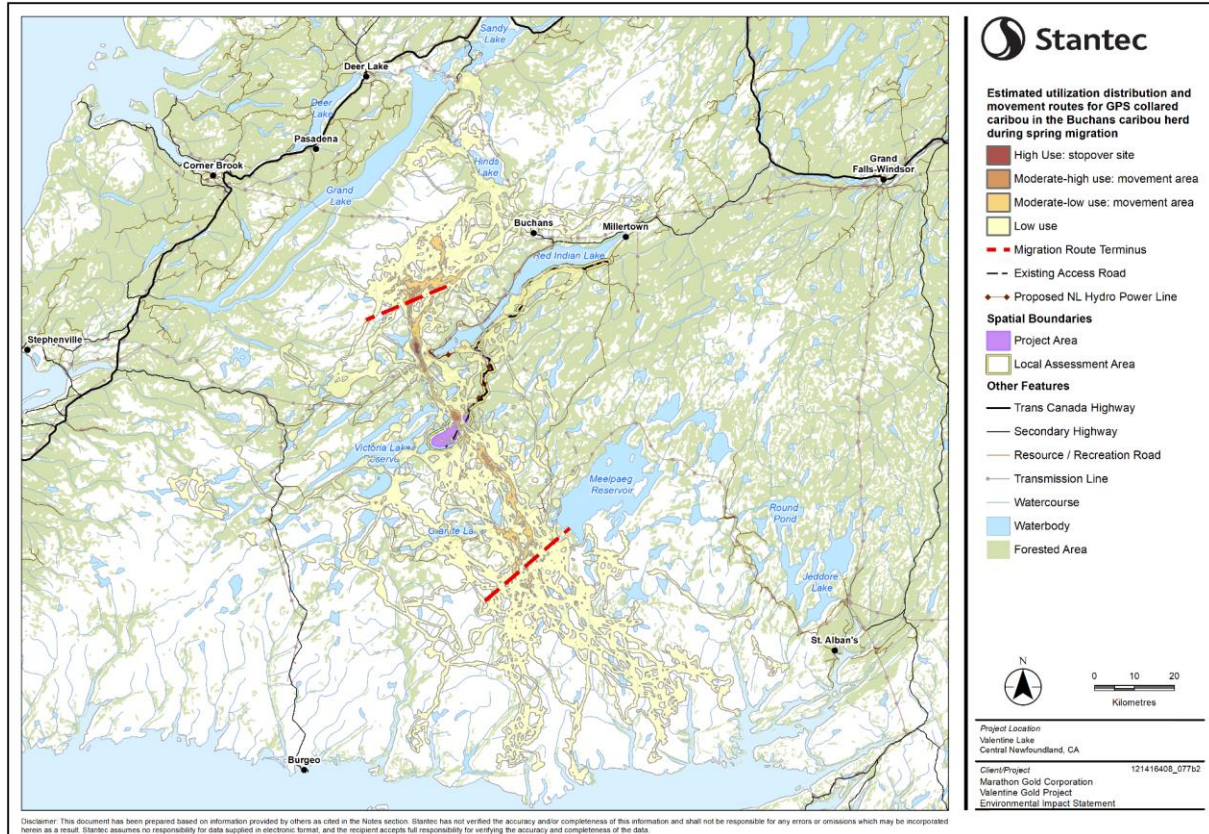 Sandy
Lake
Deer Lake
Deer
Lake
Pasadena
Corner Brook
Grand
Lake
Hinds
Lake
Grand
Falls-Windsor
Buchans
Millertown
Red Indian Lake
Stephenville
Victoria Lake
Reserve
Meelpaeg
Reservoir
Round
Pond
Jeddore
Lake
St. Alban's
Burgeo
Stantec
Estimated utilization distribution and
movement routes for GPS collared
caribou in the Buchans caribou herd
during spring migration
High Use: stopover site
Moderate-high use: movement area
Moderate-low use: movement area
Low use
Migration Route Terminus
Existing Access Road
Proposed NL Hydro Power Line
Spatial Boundaries
Project Area
Local Assessment Area
Other Features
Trans Canada Highway
Secondary Highway
Resource / Recreation Road
Transmission Line
Watercourse
Waterbody
Forested Area
N
0 10 20
Kilometres
Project Location
Valentine Lake
Central Newfoundland, CA
Client/Project 121416408_077b2
Marathon Gold Corporation
Valentine Gold Project
Environmental Impact Statement
Disclaimer: This document has been prepared based on information provided by others as cited in the Notes section. Stantec has not verified the accuracy and/or completeness of this information and shall not be responsible for any errors or omissions which may be incorporated
herein as a result. Stantec assumes no responsibility for data supplied in electronic format, and the recipient accepts full responsibility for verifying the accuracy and completeness of the data.